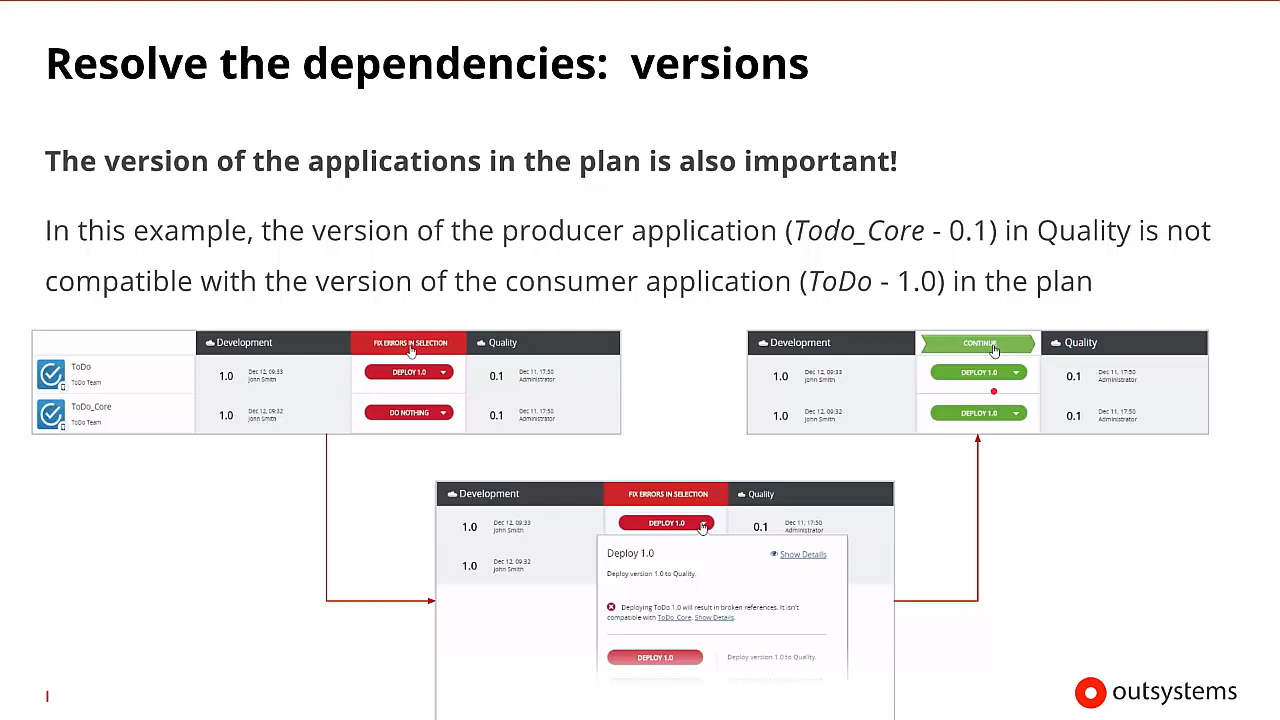 Resolve the dependencies: versions
The version of the applications in the plan is also important!
In this example, the version of the producer application (Todo_Core - 0.1) in Quality is not
compatible with the version of the consumer application (ToDo - 1.0) in the plan
Development FIX ERRORS IN SELECTION Quality
ToDo
ToDo Team
1.0 Dec 12, 09:33
John Smith
DEPLOY 1.0
0.1 Dec 11, 17:50
Administrator
ToDo_Core
ToDo Team
1.0 Dec 12, 09:32
John Smith
DO NOTHING
0.1 Dec 11, 17:50
Administrator
Development CONTINUE Quality
1.0 Dec 12, 09:33
John Smith
DEPLOY 1.0
0.1 Dec 11, 17:50
Administrator
1.0 Dec 12, 09:32
John Smith
DEPLOY 1.0
0.1 Dec 11, 17:50
Administrator
Development FIX ERRORS IN SELECTION Quality
1.0 Dec 12, 09:33
John Smith
DEPLOY 1.0
0.1 Dec 11, 17:50
Administrator
1.0 Dec 12, 09:32
John Smith
Deploy 1.0 Show Details
Deploy version 1.0 to Quality.
Deploying ToDo 1.0 will result in broken references. It isn't
compatible with ToDo_Core. Show Details.
DEPLOY 1.0 Deploy version 1.0 to Quality.
outsystems